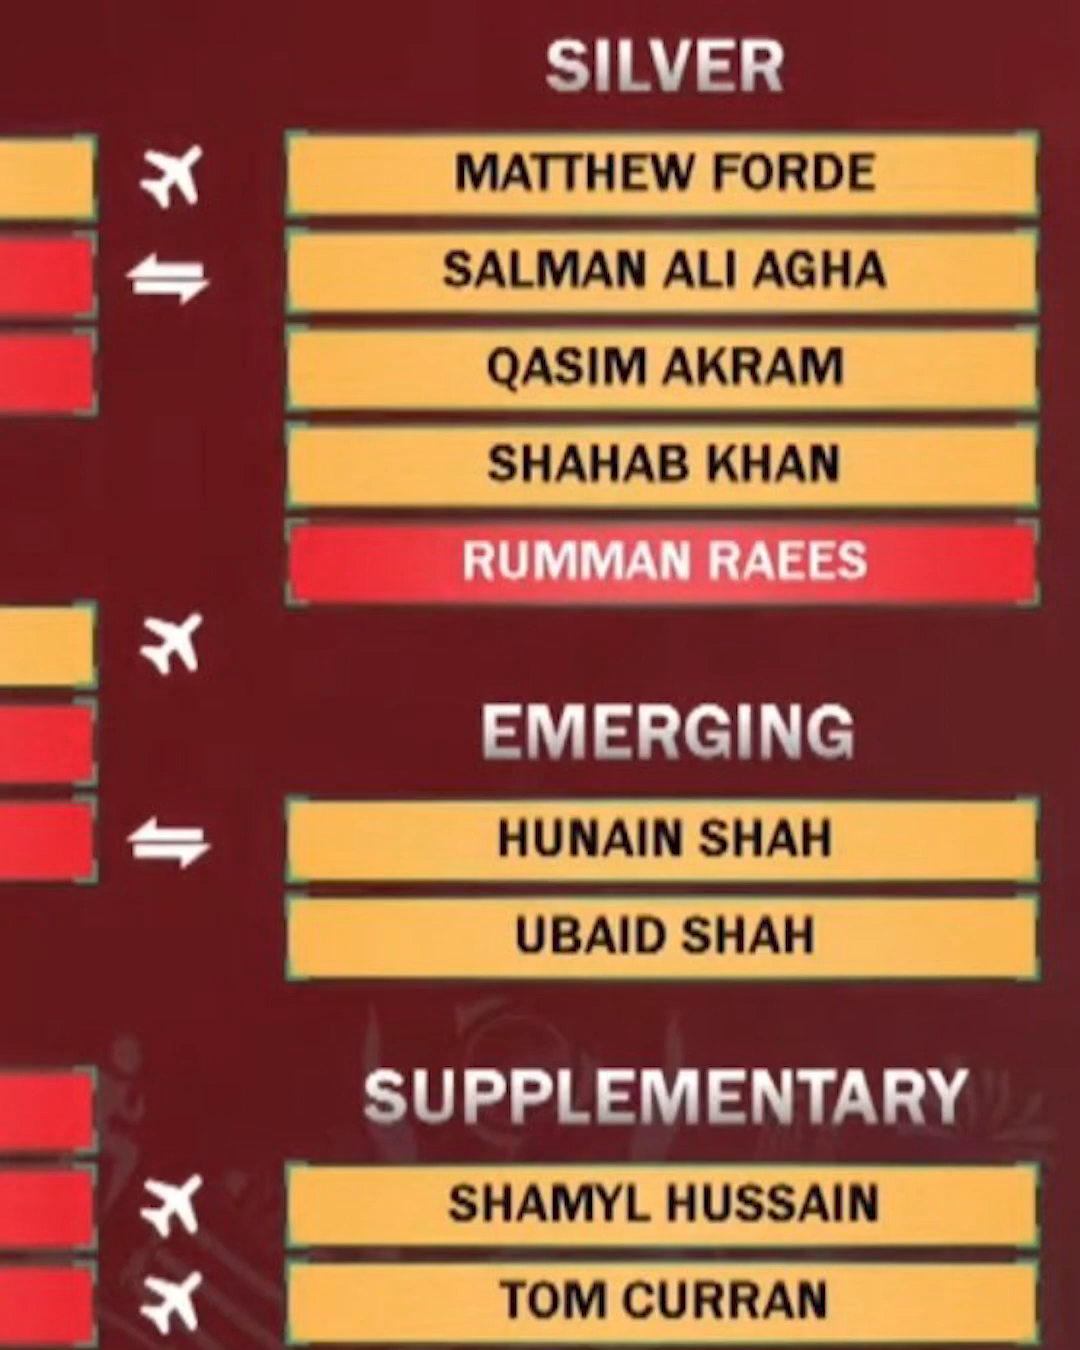 SILVER
MATTHEW FORDE
SALMAN ALI AGHA
QASIM AKRAM
SHAHAB KHAN
RUMMAN RAEES
EMERGING
HUNAIN SHAH
UBAID SHAH
SUPPLEMENTARY
SHAMYL HUSSAIN
TOM CURRAN